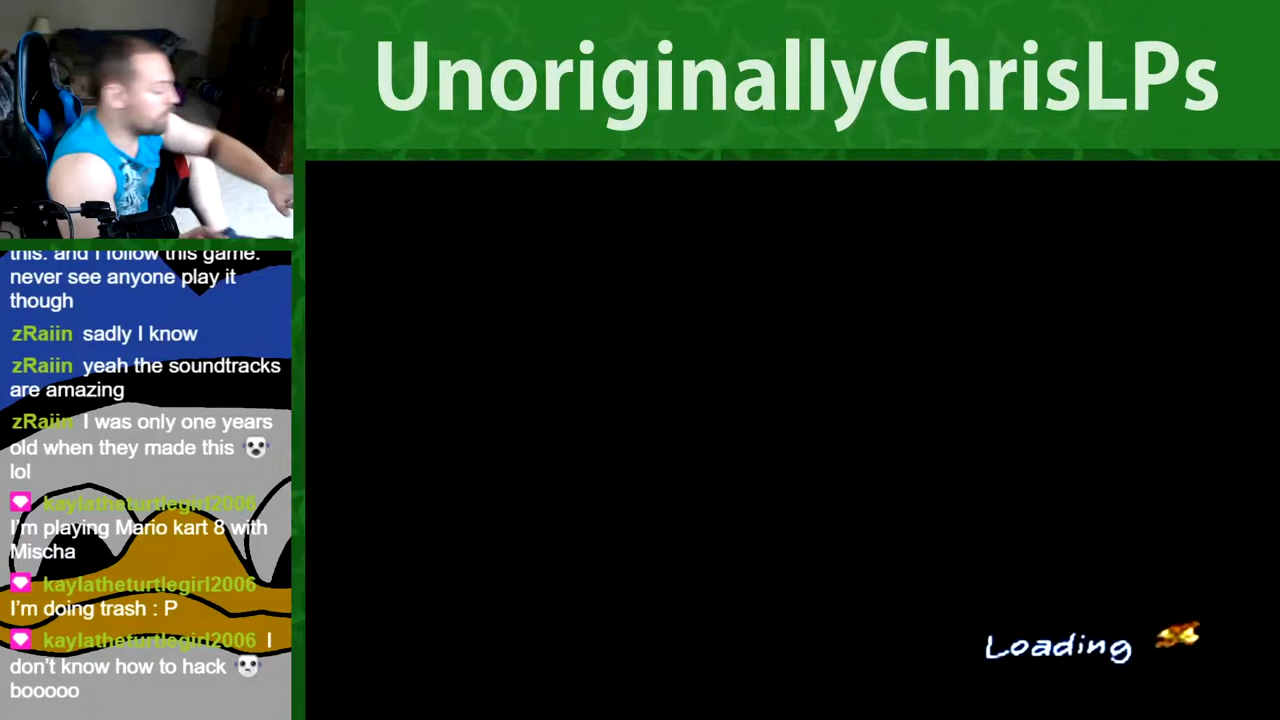 UnoriginallyChrisLPs
this. and I follow this game.
never see anyone play it
though
zRaiin sadly I know
zRaiin yeah the soundtracks
are amazing
zRaiin I was only one years
old when they made this
lol
kaylatheturtlegirl2006
I'm playing Mario kart 8 with
Mischa
kaylatheturtlegirl2006
I'm doing trash : P
kaylatheturtlegirl2006 I
don't know how to hack
booooo
Loading